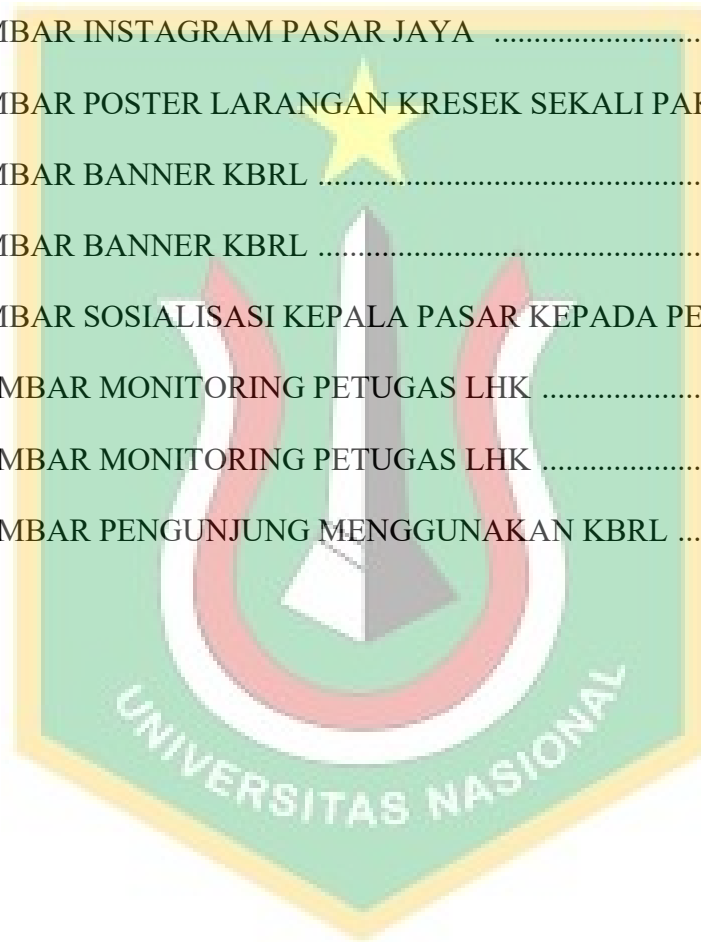 MBAR INSTAGRAM PASAR JAYA ..........................
MBAR POSTER LARANGAN KRESEK SEKALI PAK
MBAR BANNER KBRL ................................................
MBAR BANNER KBRL ................................................
MBAR SOSIALISASI KEPALA PASAR KEPADA PE
MBAR MONITORING PETUGAS LHK ....................
MBAR MONITORING PETUGAS LHK ....................
MBAR PENGUNJUNG MENGGUNAKAN KBRL ...
UNIVERSITAS NASIONAL